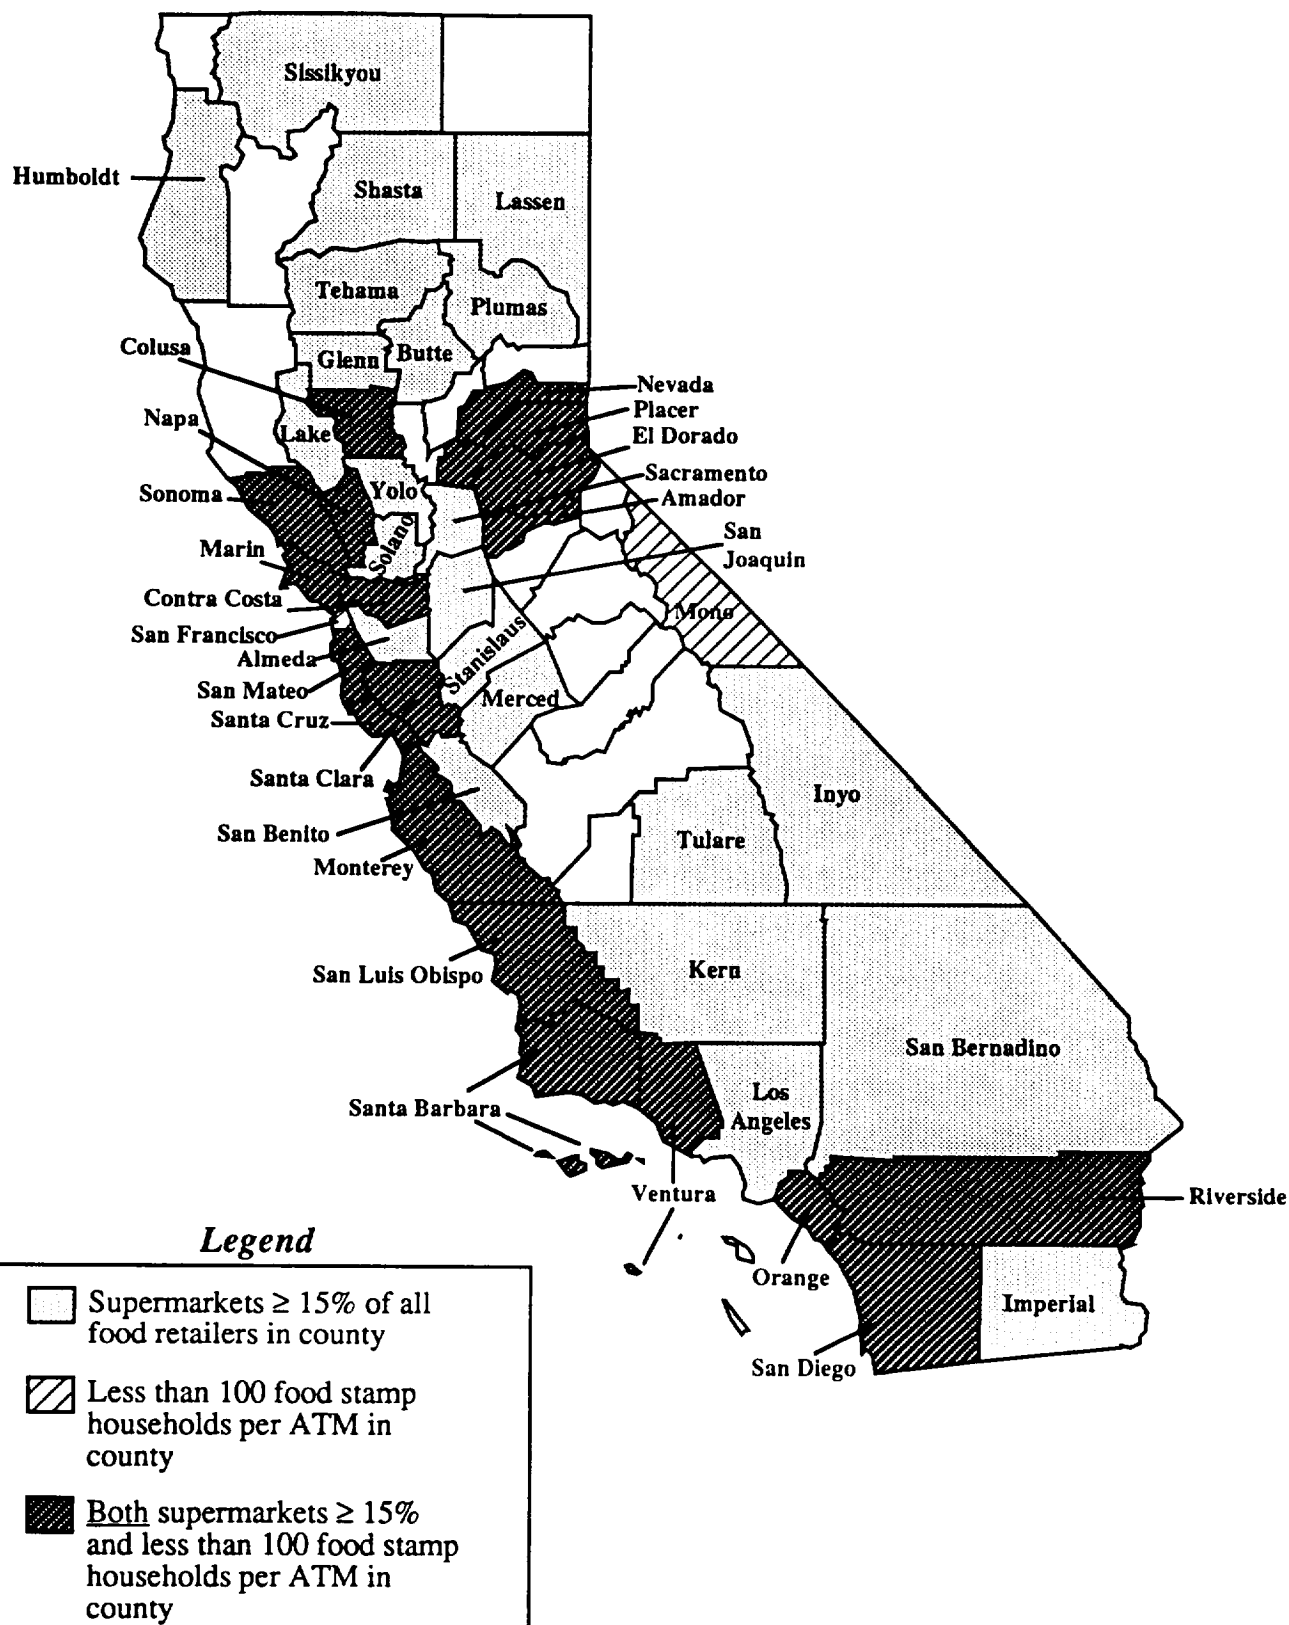 Sissikyou
Humboldt
Shasta
Lassen
Tehama
Plumas
Colusa
Glenn
Butte
Nevada
Placer
Napa
Lake
El Dorado
Sacramento
Sonoma
Yolo
Amador
Solano
San
Joaquin
Marin
Contra Costa
Mono
San Francisco
Almeda
Stanislaus
San Mateo
Merced
Santa Cruz
Santa Clara
Inyo
San Benito
Tulare
Monterey
San Luis Obispo
Kern
San Bernadino
Los
Angeles
Santa Barbara
Ventura
Riverside
Orange
Imperial
San Diego
Legend
Supermarkets ≥ 15% of all
food retailers in county
Less than 100 food stamp
households per ATM in
county
Both supermarkets ≥ 15%
and less than 100 food stamp
households per ATM in
county